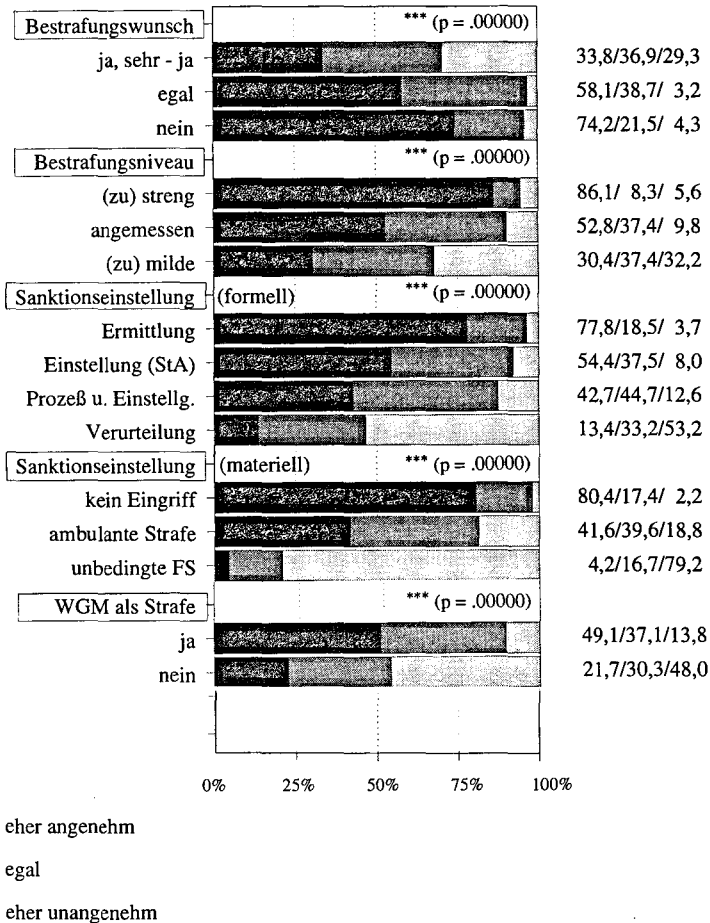 Bestrafungswunsch *** (p = .00000)
ja, sehr - ja 33,8/36,9/29,3
egal 58,1/38,7/ 3,2
nein 74,2/21,5/ 4,3
Bestrafungsniveau *** (p = .00000)
(zu) streng 86,1/ 8,3/ 5,6
angemessen 52,8/37,4/ 9,8
(zu) milde 30,4/37,4/32,2
Sanktionseinstellung (formell) *** (p = .00000)
Ermittlung 77,8/18,5/ 3,7
Einstellung (StA) 54,4/37,5/ 8,0
Prozeß u. Einstellg. 42,7/44,7/12,6
Verurteilung 13,4/33,2/53,2
Sanktionseinstellung (materiell) *** (p = .00000)
kein Eingriff 80,4/17,4/ 2,2
ambulante Strafe 41,6/39,6/18,8
unbedingte FS 4,2/16,7/79,2
WGM als Strafe *** (p = .00000)
ja 49,1/37,1/13,8
nein 21,7/30,3/48,0
0% 25% 50% 75% 100%
eher angenehm
egal
eher unangenehm